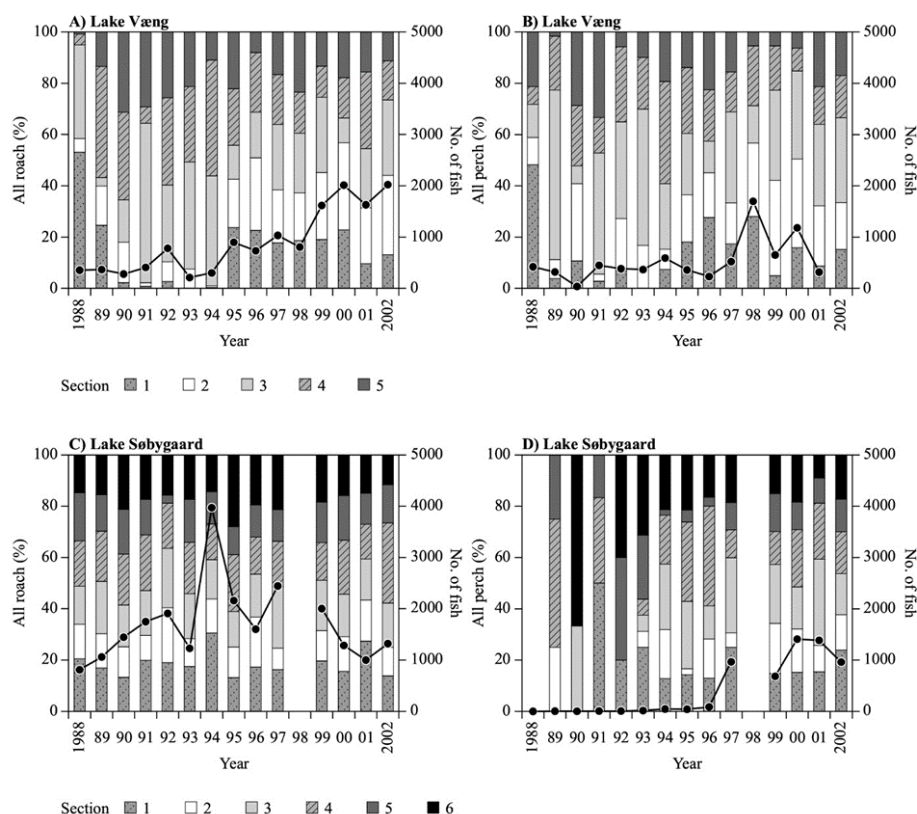 A) Lake Væng
B) Lake Væng
100
80
60
40
20
0
All roach (%)
5000
4000
3000
2000
1000
0
No. of fish
1988 89 90 91 92 93 94 95 96 97 98 99 00 01 2002
Year
100
80
60
40
20
0
All perch (%)
5000
4000
3000
2000
1000
0
No. of fish
1988 89 90 91 92 93 94 95 96 97 98 99 00 01 2002
Year
Section 1 2 3 4 5
C) Lake Søbygaard
D) Lake Søbygaard
100
80
60
40
20
0
All roach (%)
5000
4000
3000
2000
1000
0
No. of fish
1988 89 90 91 92 93 94 95 96 97 98 99 00 01 2002
Year
100
80
60
40
20
0
All perch (%)
5000
4000
3000
2000
1000
0
No. of fish
1988 89 90 91 92 93 94 95 96 97 98 99 00 01 2002
Year
Section 1 2 3 4 5 6